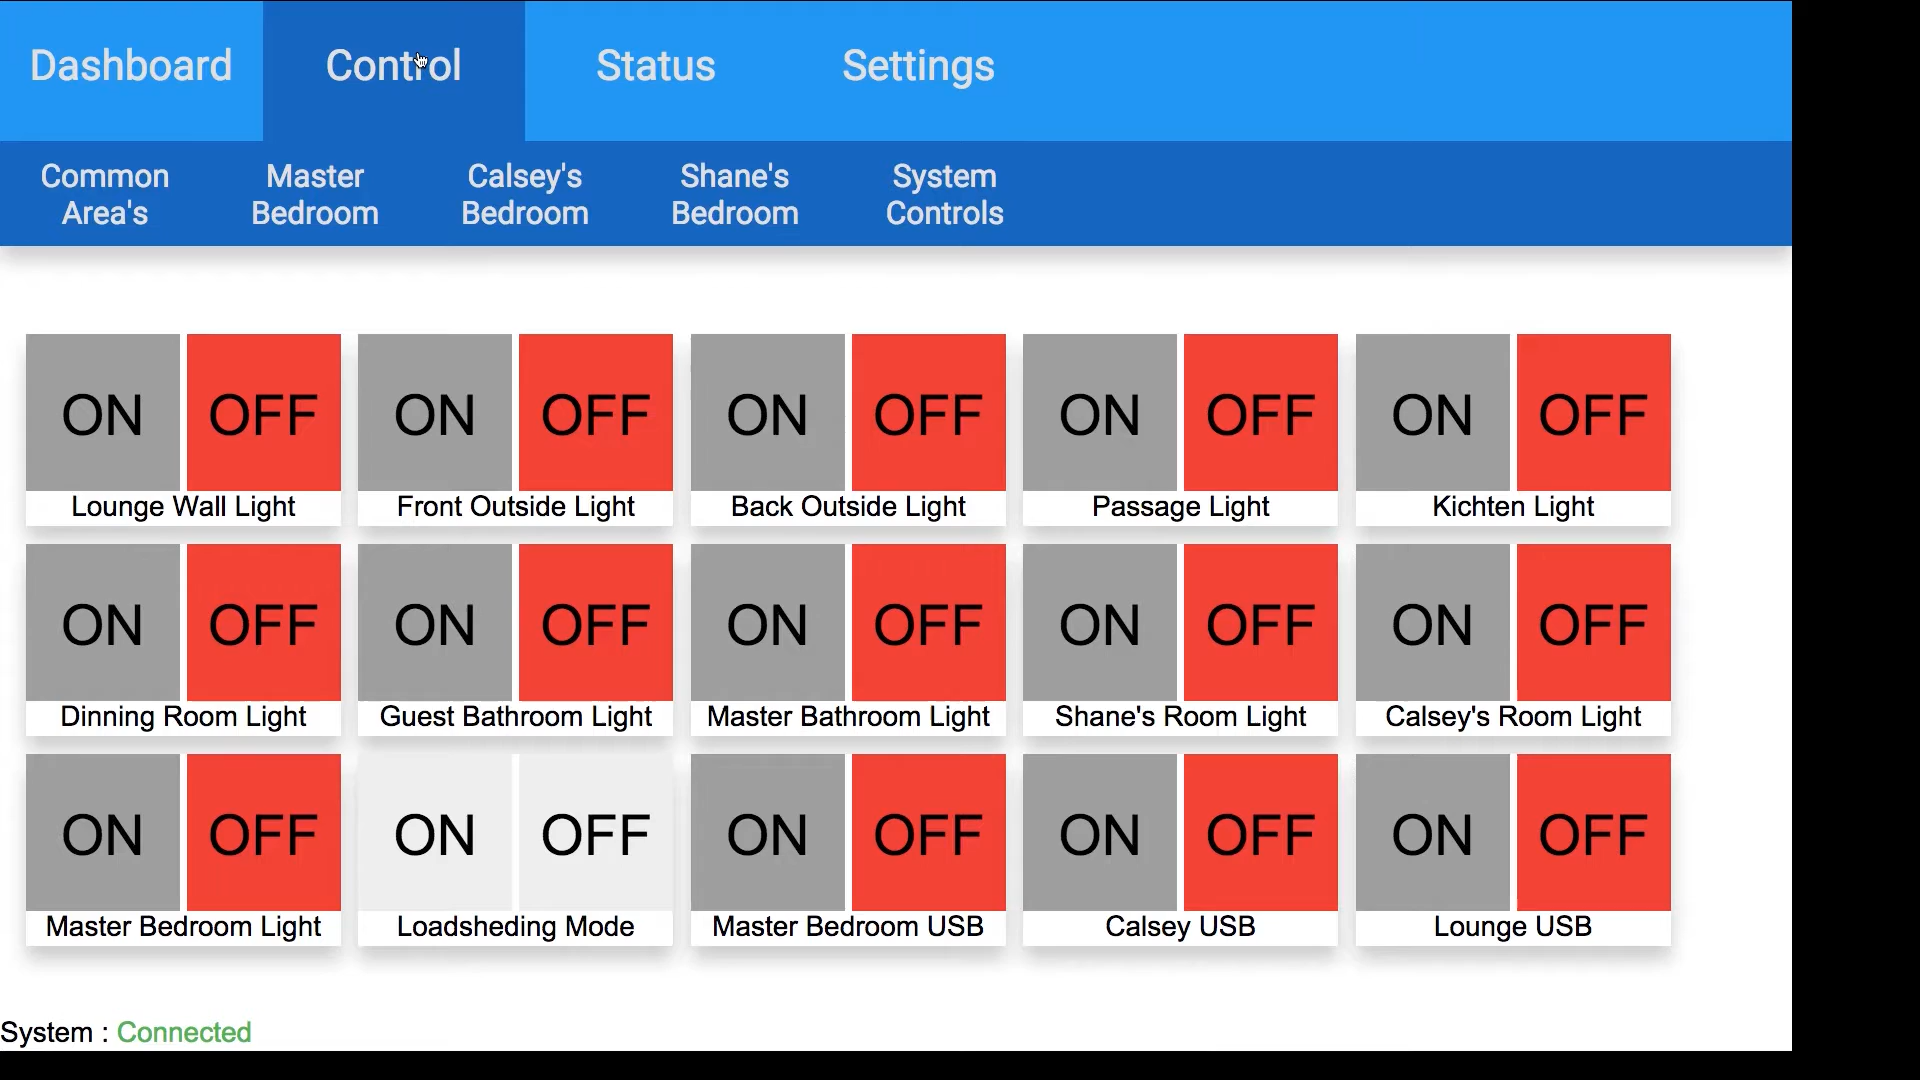 Dashboard Control Status Settings
Common Master Calsey's Shane's System
Area's Bedroom Bedroom Bedroom Controls
ON OFF ON OFF ON OFF ON OFF ON OFF
Lounge Wall Light Front Outside Light Back Outside Light Passage Light Kichten Light
ON OFF ON OFF ON OFF ON OFF ON OFF
Dinning Room Light Guest Bathroom Light Master Bathroom Light Shane's Room Light Calsey's Room Light
ON OFF ON OFF ON OFF ON OFF ON OFF
Master Bedroom Light Loadsheding Mode Master Bedroom USB Calsey USB Lounge USB
System : Connected